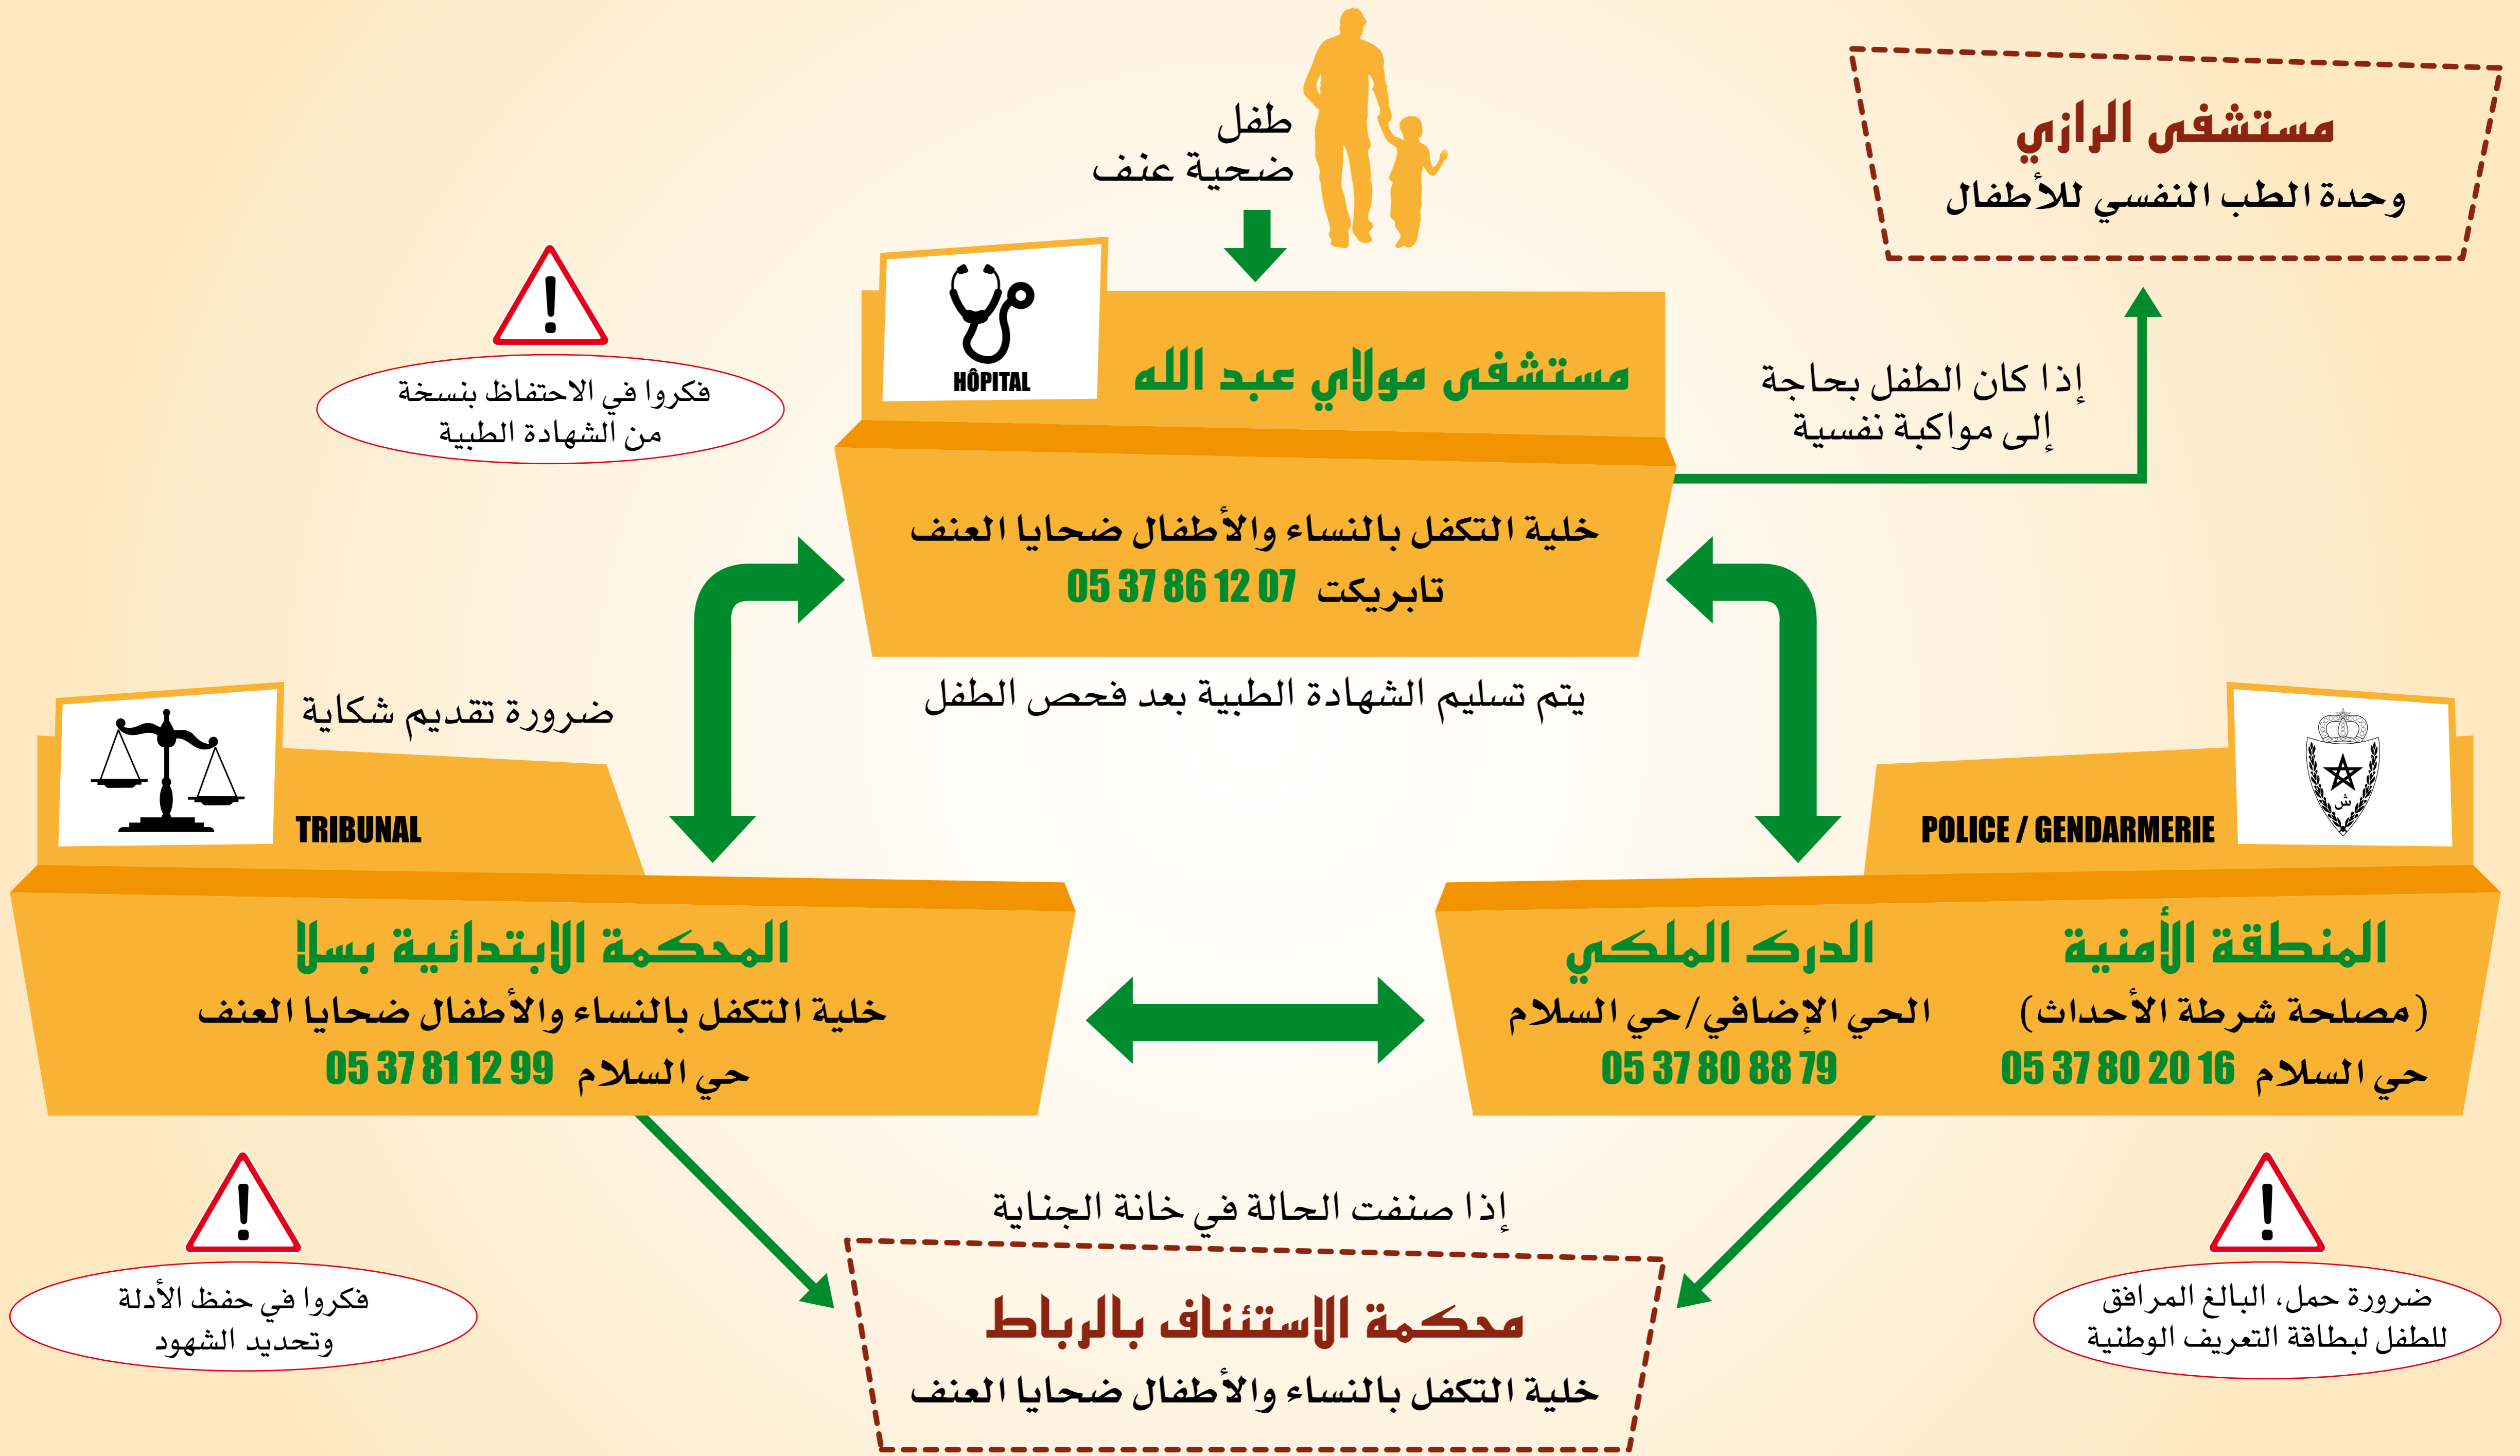 طفل
ضحية عنف
مستشفى الرازي
وحدة الطب النفسي للأطفال
إذا كان الطفل بحاجة
إلى مواكبة نفسية
HÔPITAL
مستشفى مولاي عبد الله
خلية التكفل بالنساء والأطفال ضحايا العنف
تابريكت 05 37 86 12 07
يتم تسليم الشهادة الطبية بعد فحص الطفل
فكروا في الاحتفاظ بنسخة
من الشهادة الطبية
ش
POLICE / GENDARMERIE
المنطقة الأمنية
(مصلحة شرطة الأحداث)
حي السلام 05 37 80 20 16
الدرك الملكي
الحي الإضافي/حي السلام
05 37 80 88 79
ضرورة تقديم شكاية
TRIBUNAL
المحكمة الابتدائية بسلا
خلية التكفل بالنساء والأطفال ضحايا العنف
حي السلام 05 37 81 12 99
ضرورة حمل، البالغ المرافق
للطفل لبطاقة التعريف الوطنية
إذا صنفت الحالة في خانة الجناية
محكمة الاستئناف بالرباط
خلية التكفل بالنساء والأطفال ضحايا العنف
فكروا في حفظ الأدلة
وتحديد الشهود